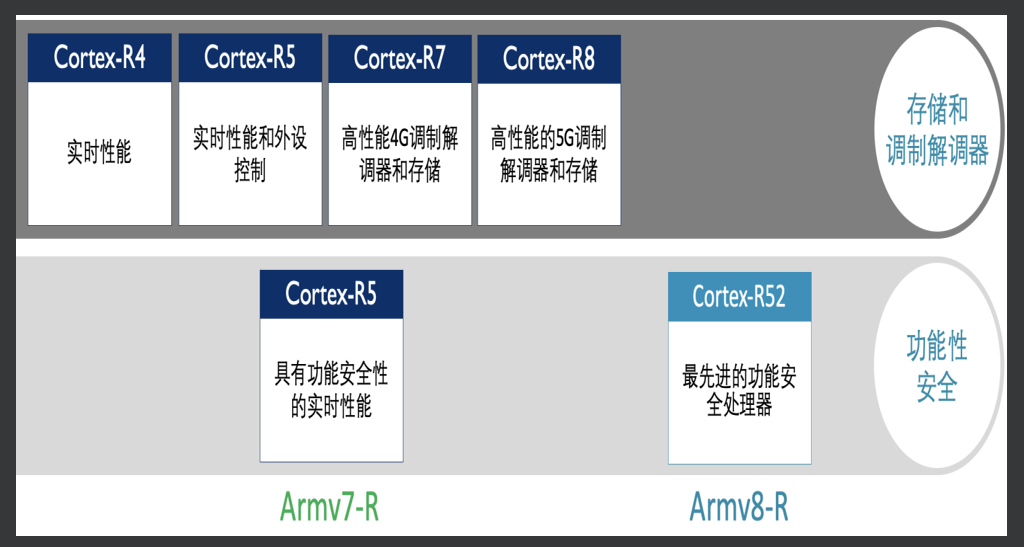 Cortex-R4
实时性能
Cortex-R5
实时性能和外设
控制
Cortex-R7
高性能4G调制解
调器和存储
Cortex-R8
高性能的5G调制
解调器和存储
存储和
调制解调器
Cortex-R5
具有功能安全性
的实时性能
Cortex-R52
最先进的功能安
全处理器
功能性
安全
Armv7-R
Armv8-R